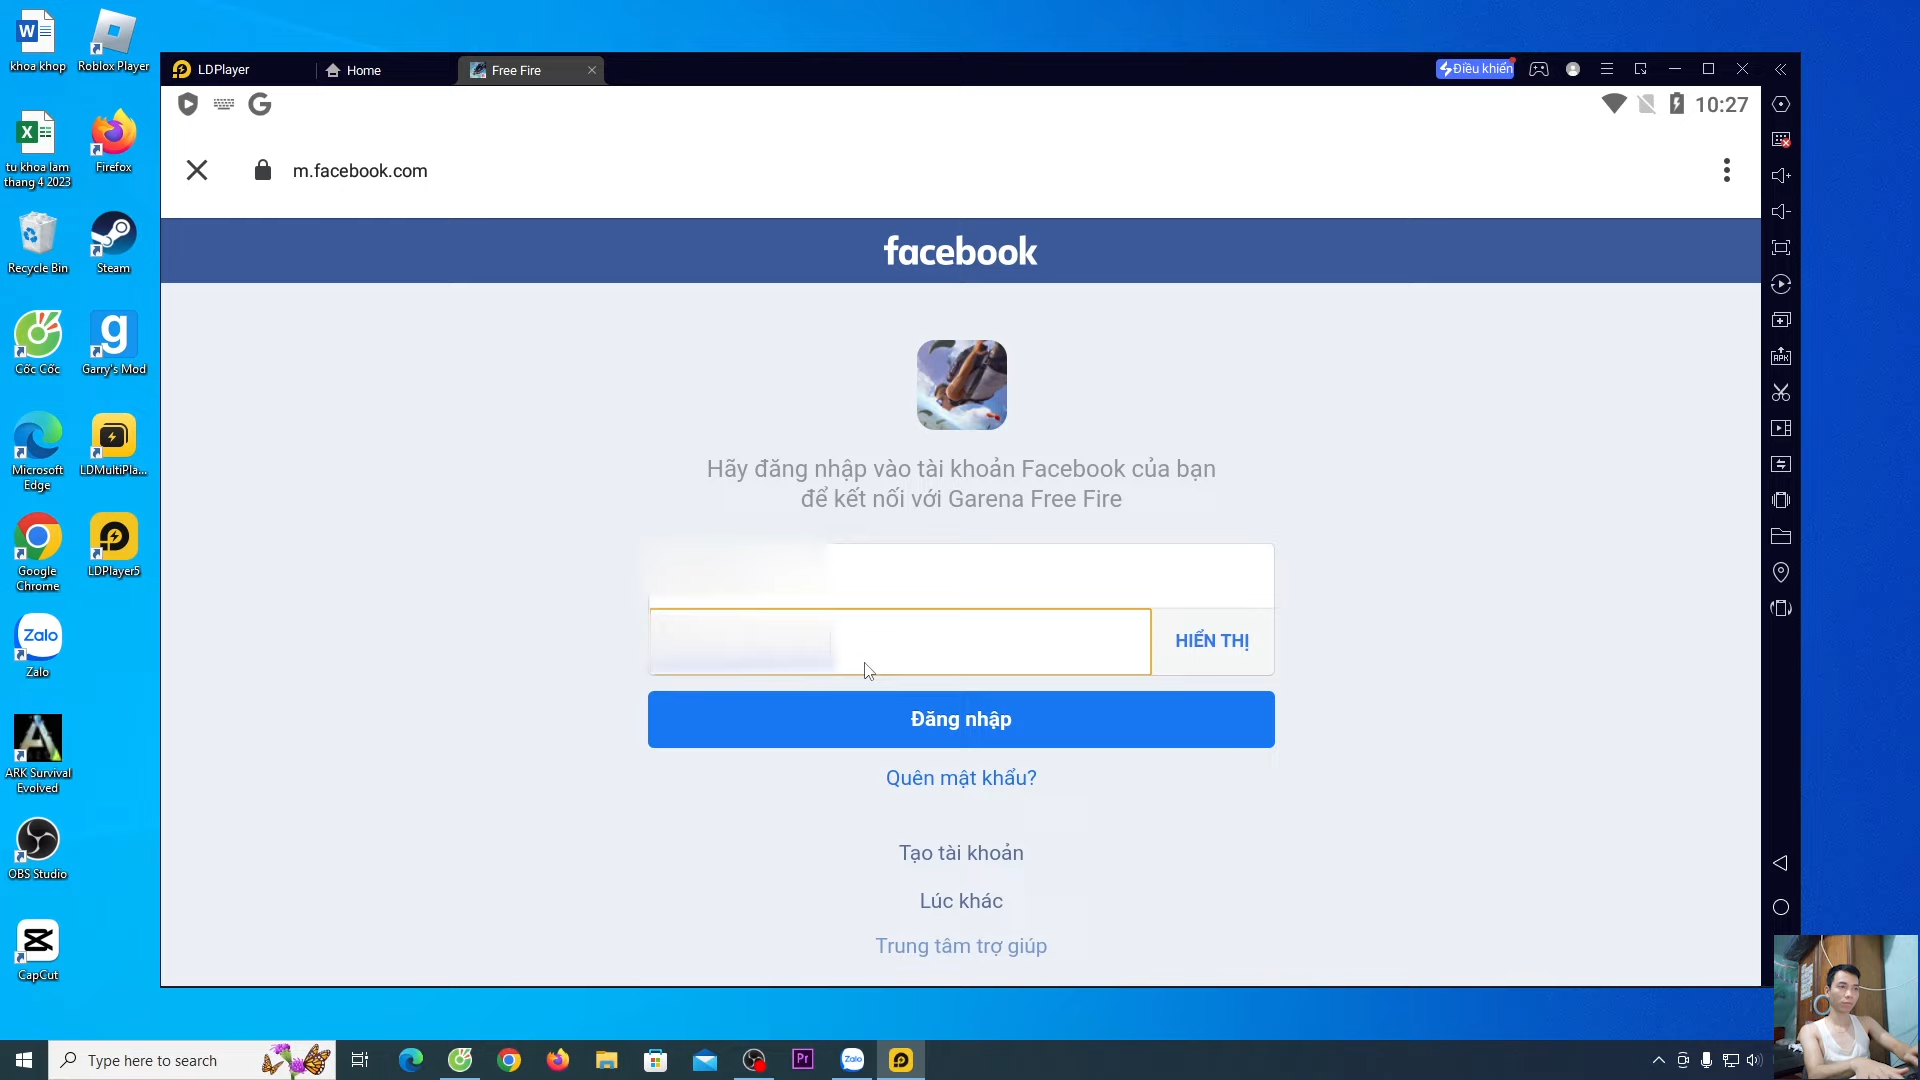 khoa khop
Roblox Player
tu khoa lam
thang 4 2023
Firefox
Recycle Bin
Steam
Cốc Cốc
Garry's Mod
Microsoft
Edge
LDMultiPla...
Google
Chrome
LDPlayer5
Zalo
Zalo
ARK Survival
Evolved
OBS Studio
CapCut
LDPlayer
Home
Free Fire
Điều khiển
10:27
m.facebook.com
facebook
Hãy đăng nhập vào tài khoản Facebook của bạn
để kết nối với Garena Free Fire
HIỂN THỊ
Đăng nhập
Quên mật khẩu?
Tạo tài khoản
Lúc khác
Trung tâm trợ giúp
APK
Type here to search
Pr
Zalo